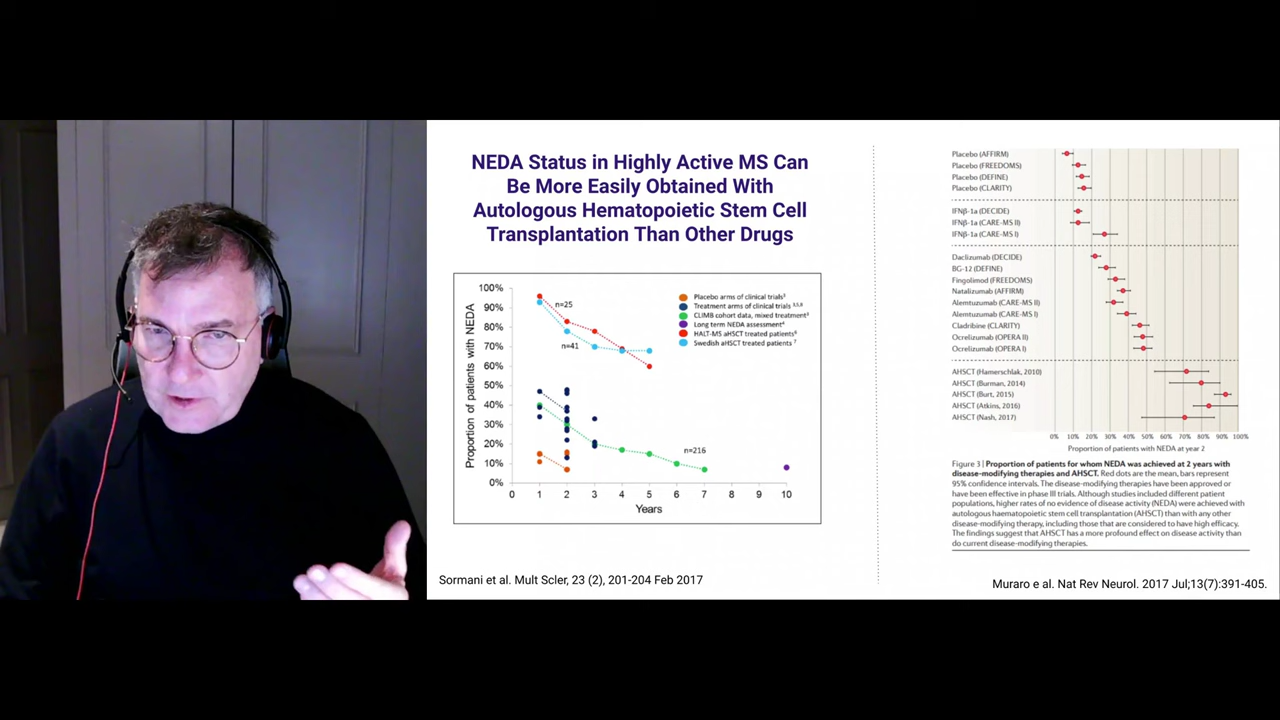 NEDA Status in Highly Active MS Can
Be More Easily Obtained With
Autologous Hematopoietic Stem Cell
Transplantation Than Other Drugs
100%
90%
80%
70%
60%
50%
40%
30%
20%
10%
0%
Proportion of patients with NEDA
0 1 2 3 4 5 6 7 8 9 10
Years
n=25
n=41
n=216
Placebo arms of clinical trials³
Treatment arms of clinical trials
CLIMB cohort data, mixed treatment
Long term NEDA assessment⁴
HALT-MS aHSCT treated patients
Swedish aHSCT treated patients ⁷
Sormani et al. Mult Scler, 23 (2), 201-204 Feb 2017
Placebo (AFFIRM)
Placebo (FREEDOMS)
Placebo (DEFINE)
Placebo (CLARITY)
IFNβ-1a (DECIDE)
IFNβ-1a (CARE-MS II)
IFNβ-1a (CARE-MS I)
Daclizumab (DECIDE)
BG-12 (DEFINE)
Fingolimod (FREEDOMS)
Natalizumab (AFFIRM)
Alemtuzumab (CARE-MS II)
Alemtuzumab (CARE-MS I)
Cladribine (CLARITY)
Ocrelizumab (OPERA II)
Ocrelizumab (OPERA I)
AHSCT (Hamerschlak, 2010)
AHSCT (Burman, 2014)
AHSCT (Burt, 2015)
AHSCT (Atkins, 2016)
AHSCT (Nash, 2017)
0% 10% 20% 30% 40% 50% 60% 70% 80% 90% 100%
Proportion of patients with NEDA at year 2
Figure 3 | Proportion of patients for whom NEDA was achieved at 2 years with
disease-modifying therapies and AHSCT. Red dots are the mean, bars represent
95% confidence intervals. The disease-modifying therapies have been approved or
have been effective in phase III trials. Although studies included different patient
populations, higher rates of no evidence of disease activity (NEDA) were achieved with
autologous haematopoietic stem cell transplantation (AHSCT) than with any other
disease-modifying therapy, including those that are considered to have high efficacy.
The findings suggest that AHSCT has a more profound effect on disease activity than
do current disease-modifying therapies.
Muraro et al. Nat Rev Neurol. 2017 Jul;13(7):391-405.